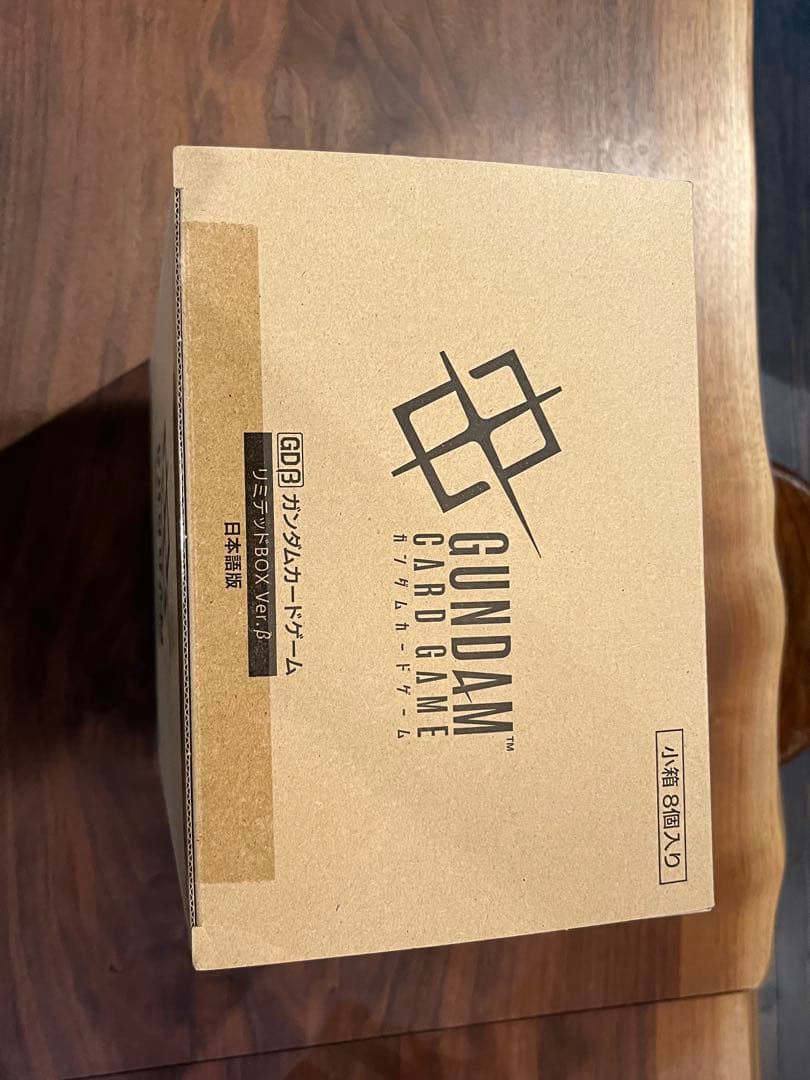 小箱 8個入り
GUNDAM™
CARD GAME
ガンダムカードゲーム
GDβ ガンダムカードゲーム
リミテッドBOX Ver.β
日本語版